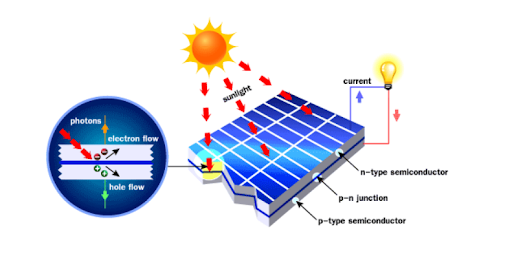 sunlight
current
photons
electron flow
hole flow
n-type semiconductor
p-n junction
p-type semiconductor